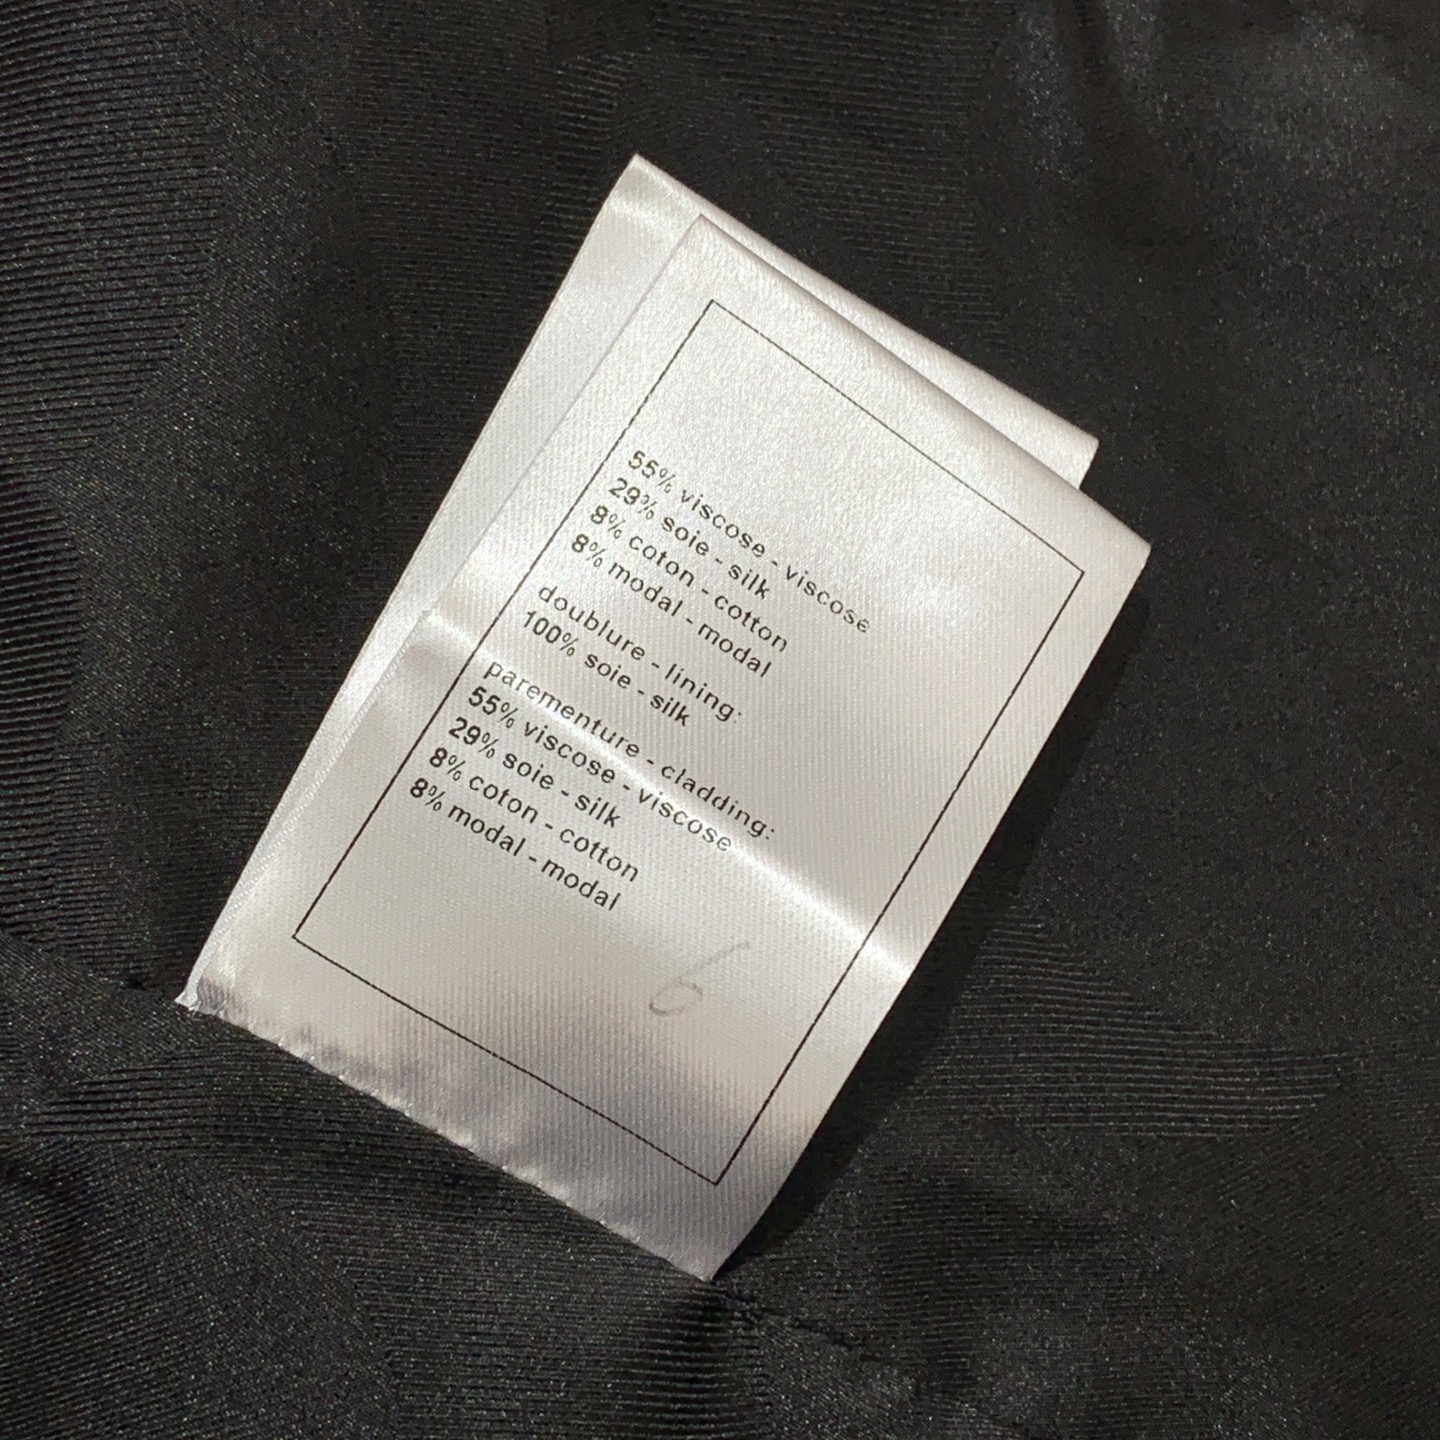 55% viscose - viscose
29% soie - silk
8% coton - cotton
8% modal - modal
doublure - lining:
100% soie - silk
parementure - cladding:
55% viscose - viscose
29% soie - silk
8% coton - cotton
8% modal - modal
6